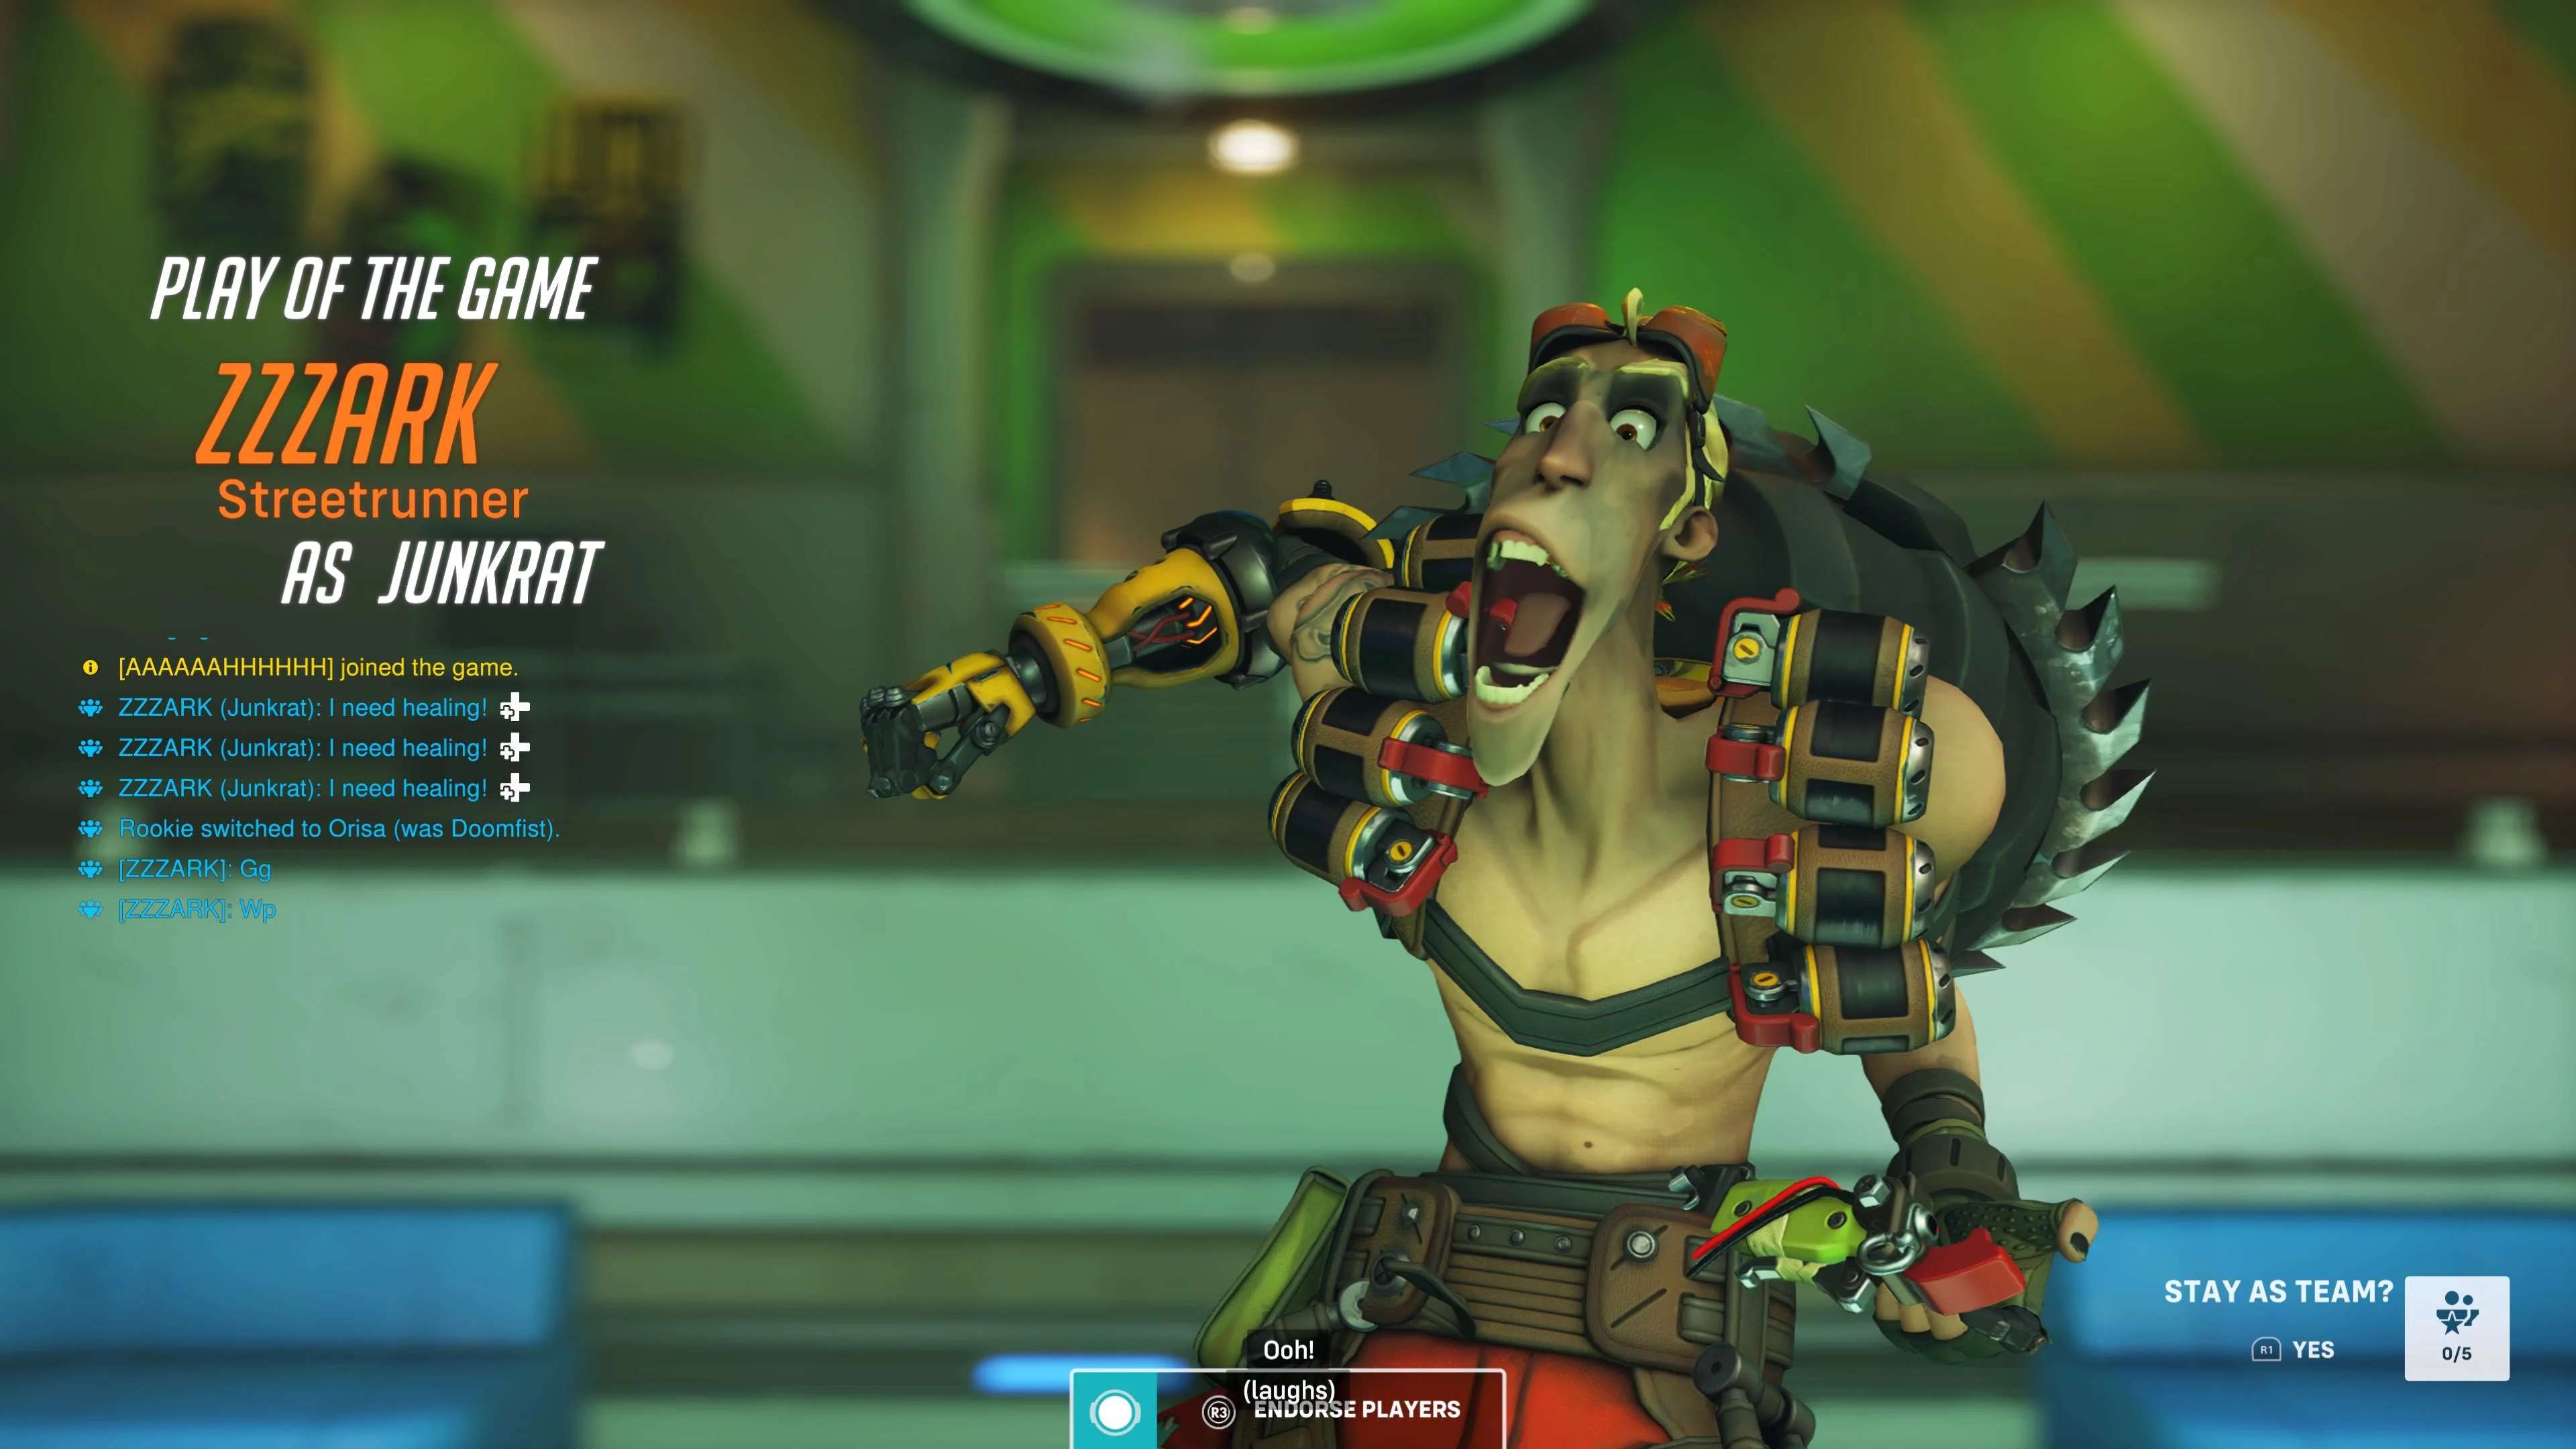 PLAY OF THE GAME
ZZZARK
Streetrunner
AS JUNKRAT
[AAAAAAHHHHHH] joined the game.
ZZZARK (Junkrat): I need healing!
ZZZARK (Junkrat): I need healing!
ZZZARK (Junkrat): I need healing!
Rookie switched to Orisa (was Doomfist).
[ZZZARK]: Gg
[ZZZARK]: Wp
STAY AS TEAM?
R1 YES
0/5
Ooh!
(laughs)
R3 ENDORSE PLAYERS